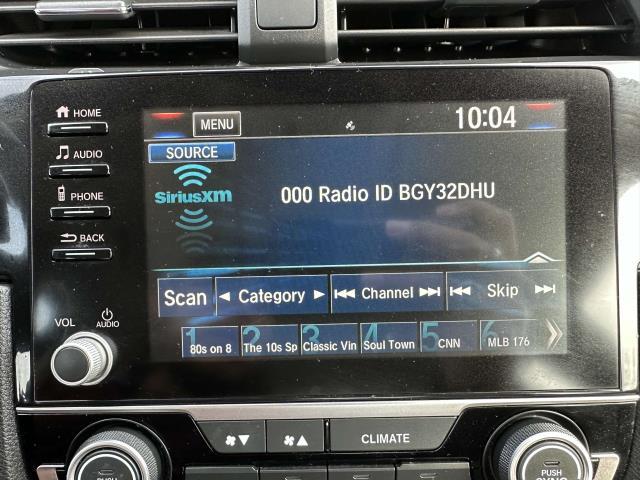 HOME
AUDIO
PHONE
BACK
VOL
AUDIO
MENU
10:04
SOURCE
SiriusXM
000 Radio ID BGY32DHU
Scan
Category
Channel
Skip
1 80s on 8
2 The 10s Sp
3 Classic Vin
4 Soul Town
5 CNN
6 MLB 176
CLIMATE
PUSH
PUSH
SYNC